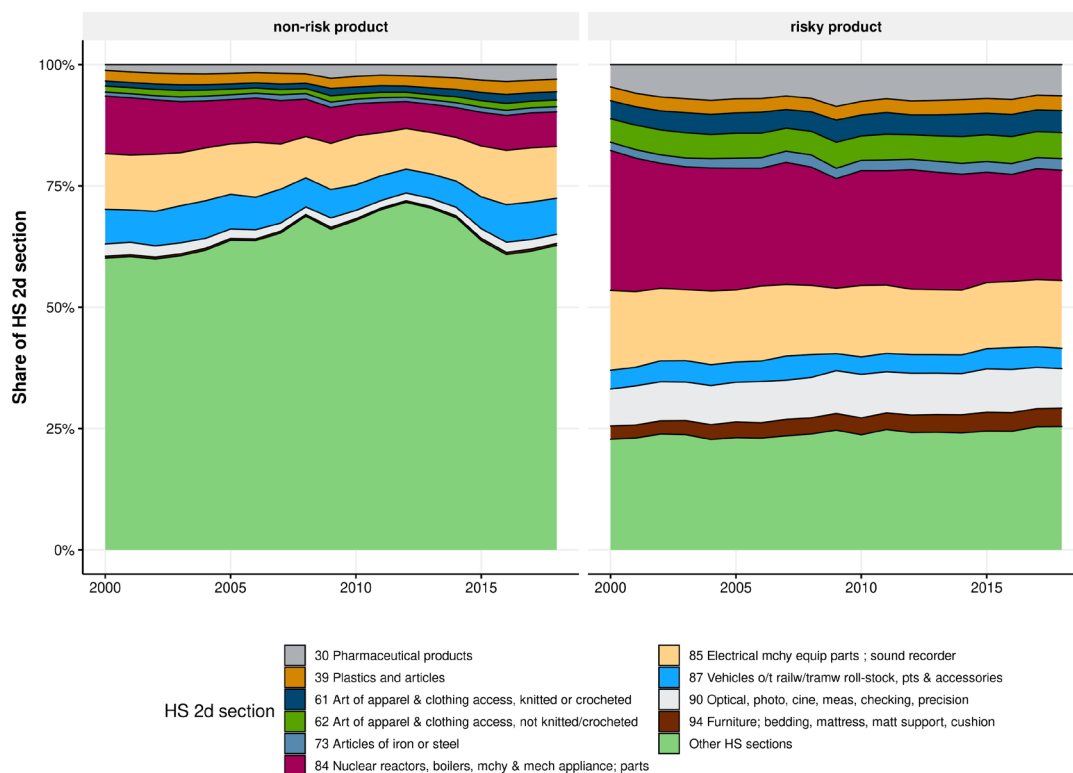 non-risk product
risky product
Share of HS 2d section
100%
75%
50%
25%
0%
2000 2005 2010 2015
2000 2005 2010 2015
HS 2d section
30 Pharmaceutical products
39 Plastics and articles
61 Art of apparel & clothing access, knitted or crocheted
62 Art of apparel & clothing access, not knitted/crocheted
73 Articles of iron or steel
84 Nuclear reactors, boilers, mchy & mech appliance; parts
85 Electrical mchy equip parts ; sound recorder
87 Vehicles o/t railw/tramw roll-stock, pts & accessories
90 Optical, photo, cine, meas, checking, precision
94 Furniture; bedding, mattress, matt support, cushion
Other HS sections